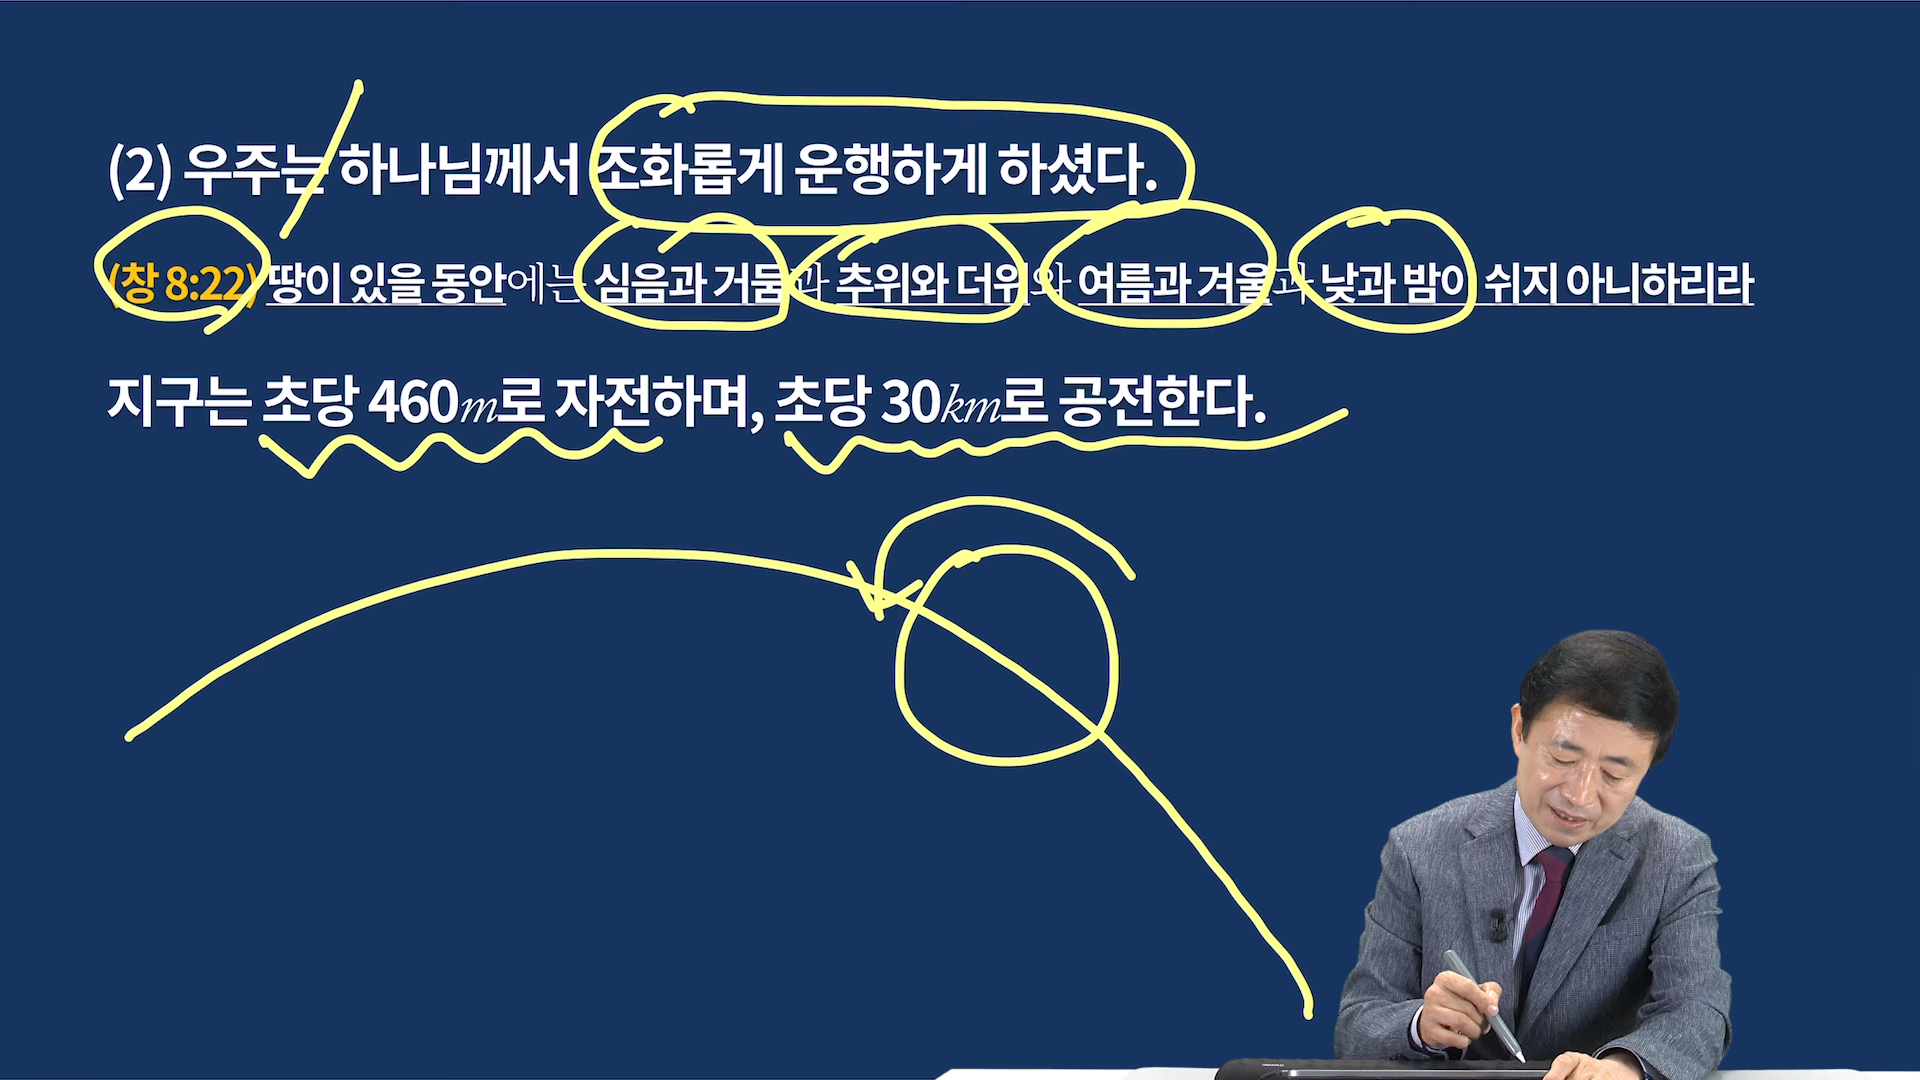 (2) 우주는 하나님께서 조화롭게 운행하게 하셨다.
(창 8:22) 땅이 있을 동안에는 심음과 거둠과 추위와 더위와 여름과 겨울과 낮과 밤이 쉬지 아니하리라
지구는 초당 460m로 자전하며, 초당 30km로 공전한다.